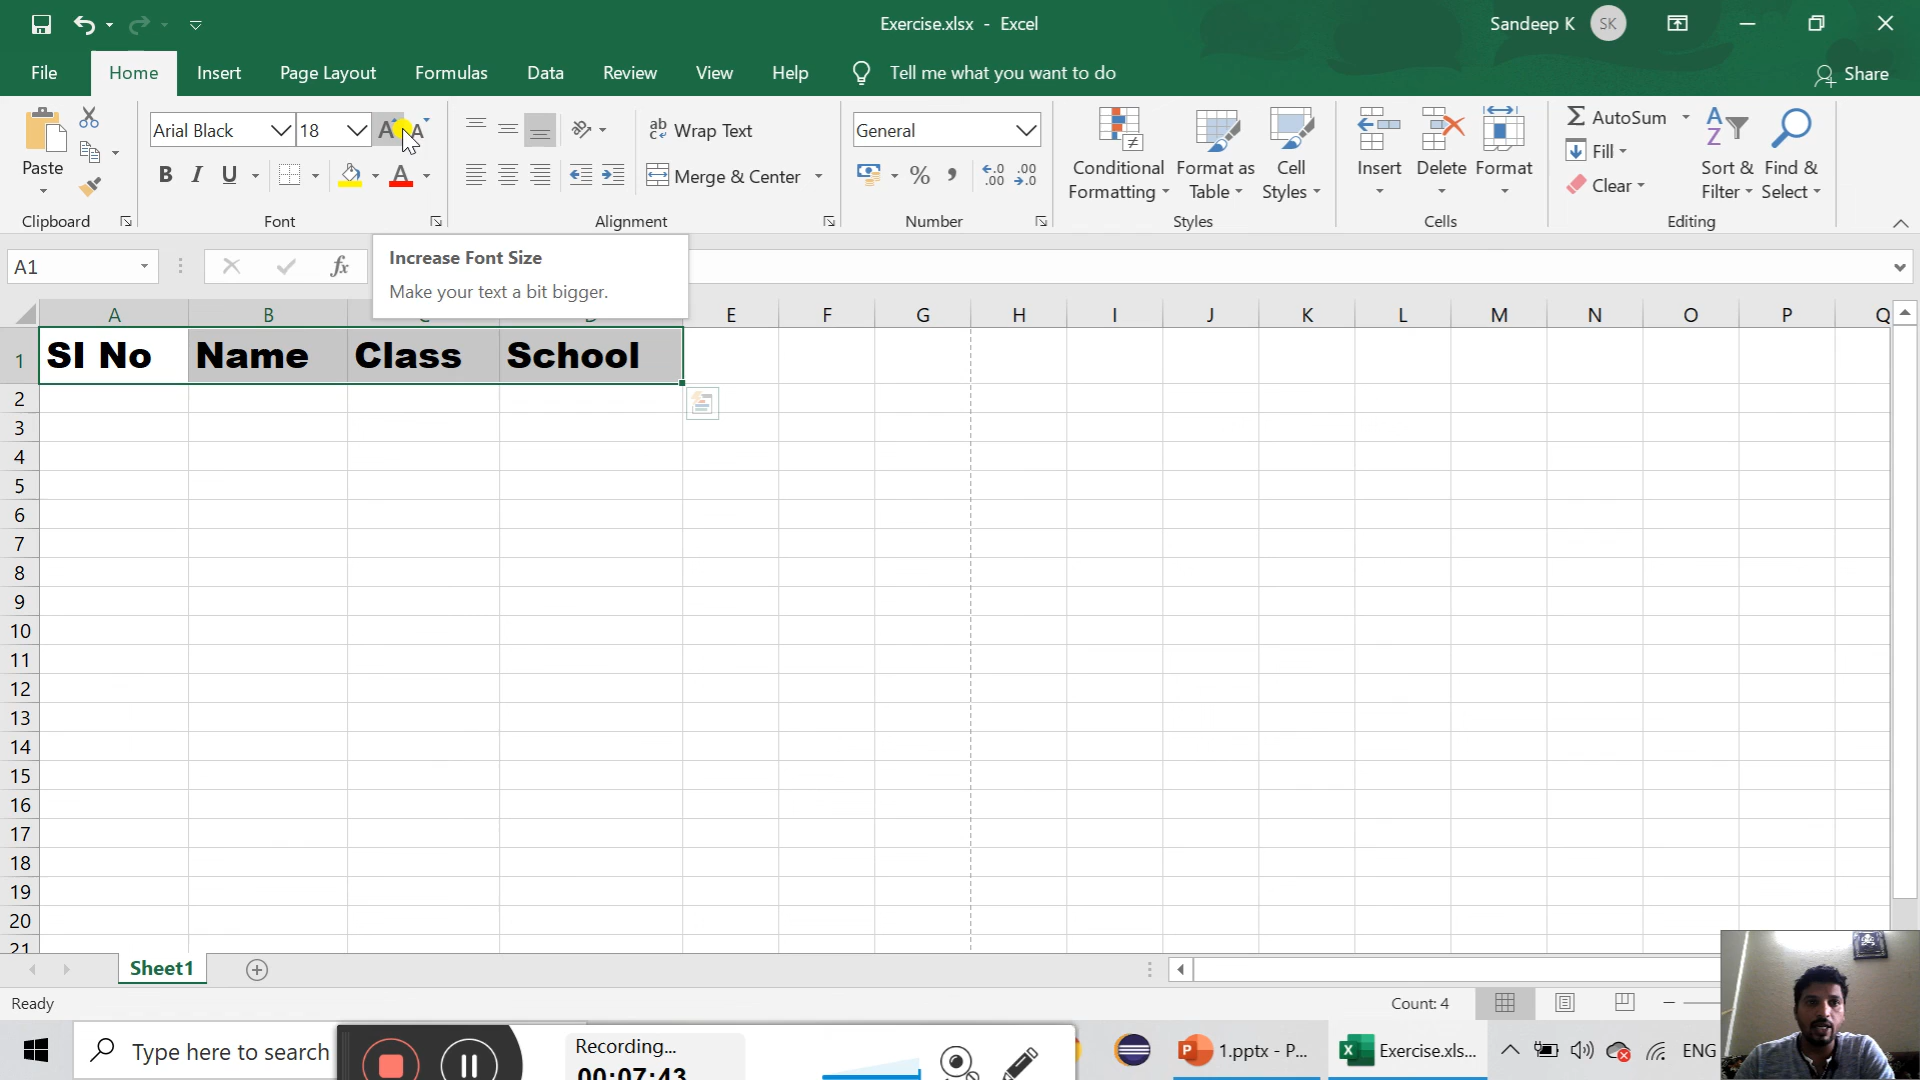 Exercise.xlsx - Excel
Sandeep K SK
File Home Insert Page Layout Formulas Data Review View Help Tell me what you want to do Share
Paste
Clipboard
Arial Black 18
B I U A
Font
ab Wrap Text
Merge & Center
Alignment
General
% , .00 .00
Number
Conditional Formatting
Format as Table
Cell Styles
Styles
Insert Delete Format
Cells
AutoSum
Fill
Clear
Sort & Filter
Find & Select
Editing
A1 fx
Increase Font Size
Make your text a bit bigger.
A B E F G H I J K L M N O P Q
1 SI No Name Class School
2
3
4
5
6
7
8
9
10
11
12
13
14
15
16
17
18
19
20
21
Sheet1
Ready Count: 4
Type here to search
Recording...
00:07:43
1.pptx - P...
Exercise.xls...
ENG